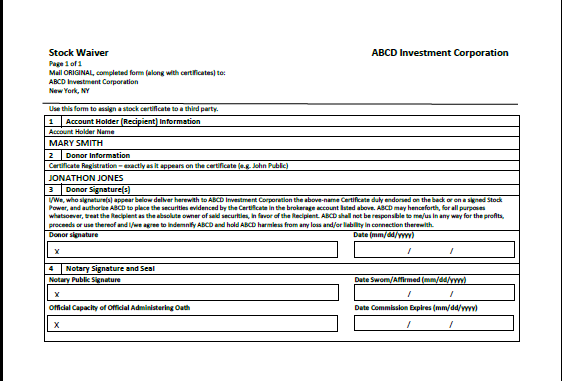 Stock Waiver
ABCD Investment Corporation
Page 1 of 1
Mail ORIGINAL, completed form (along with certificates) to:
ABCD Investment Corporation
New York, NY
Use this form to assign a stock certificate to a third party.
1 Account Holder (Recipient) Information
Account Holder Name
MARY SMITH
2 Donor Information
Certificate Registration – exactly as it appears on the certificate (e.g. John Public)
JONATHON JONES
3 Donor Signature(s)
I/We, who signature(s) appear below deliver herewith to ABCD Investment Corporation the above-name Certificate duly endorsed on the back or on a signed Stock
Power, and authorize ABCD to place the securities evidenced by the Certificate in the brokerage account listed above. ABCD may henceforth, for all purposes
whatsoever, treat the Recipient as the absolute owner of said securities, in favor of the Recipient. ABCD shall not be responsible to me/us in any way for the profits,
proceeds or use thereof and I/we agree to indemnify ABCD and hold ABCD harmless from any loss and/or liability in connection therewith.
Donor signature Date (mm/dd/yyyy)
X / /
4 Notary Signature and Seal
Notary Public Signature Date Sworn/Affirmed (mm/dd/yyyy)
X / /
Official Capacity of Official Administering Oath Date Commission Expires (mm/dd/yyyy)
X / /